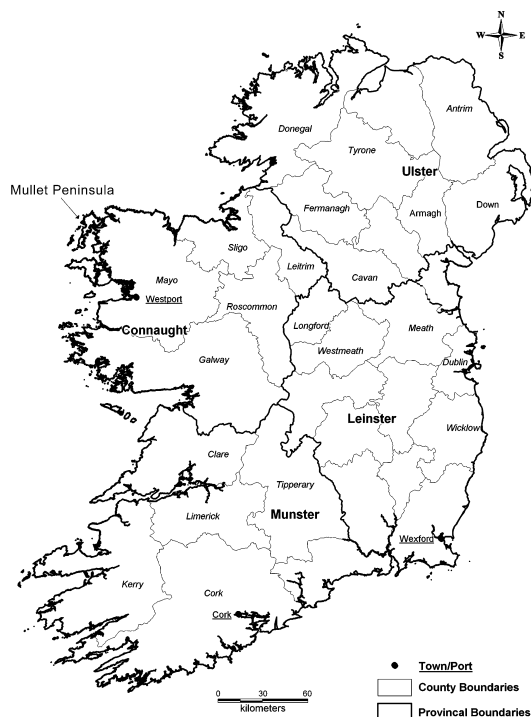 N
W E
S
Antrim
Donegal
Tyrone
Ulster
Mullet Peninsula
Fermanagh
Armagh
Down
Sligo
Leitrim
Cavan
Mayo
Westport
Roscommon
Longford
Meath
Connaught
Westmeath
Dublin
Galway
Leinster
Wicklow
Clare
Tipperary
Limerick
Munster
Wexford
Kerry
Cork
Cork
Town/Port
County Boundaries
Provincal Boundaries
0 30 60
kilometers